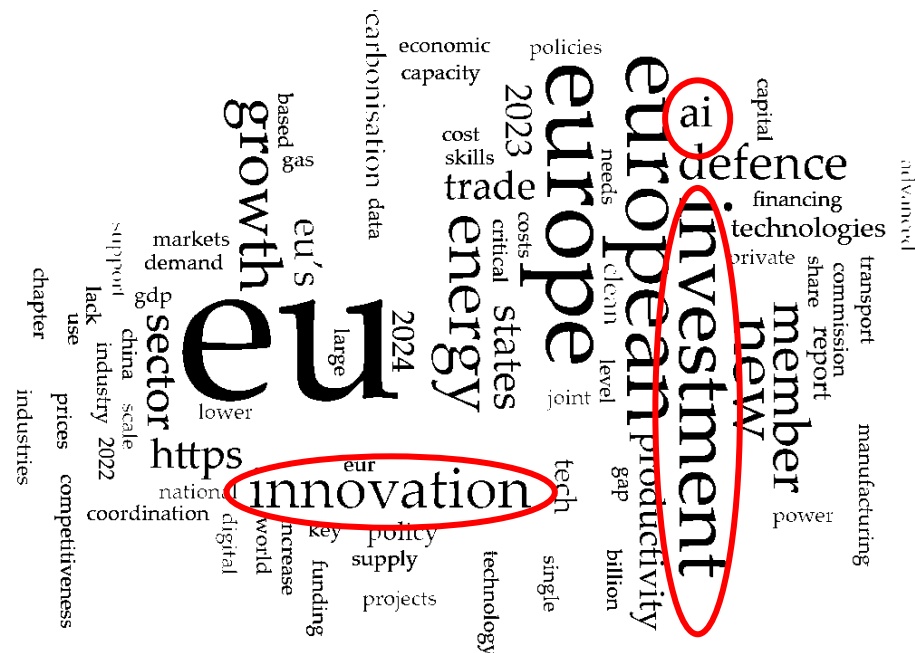 carbonisation
economic
policies
capacity
european
europe
ai
capital
2023
based
growth
gas
cost
skills
data
needs
defence
advanced
trade
financing
investment
technologies
support
eu's
markets
demand
energy
critical
costs
private
clean
share
commission
transport
chapter
lack
use
gdp
eu
large
2024
states
new
member
report
sector
china
industry
level
joint
lower
industries
prices
scale
2022
https
eur
innovation
tech
gap
productivity
manufacturing
national
coordination
competitiveness
digital
world
increase
key
policy
power
supply
funding
projects
technology
single
billion